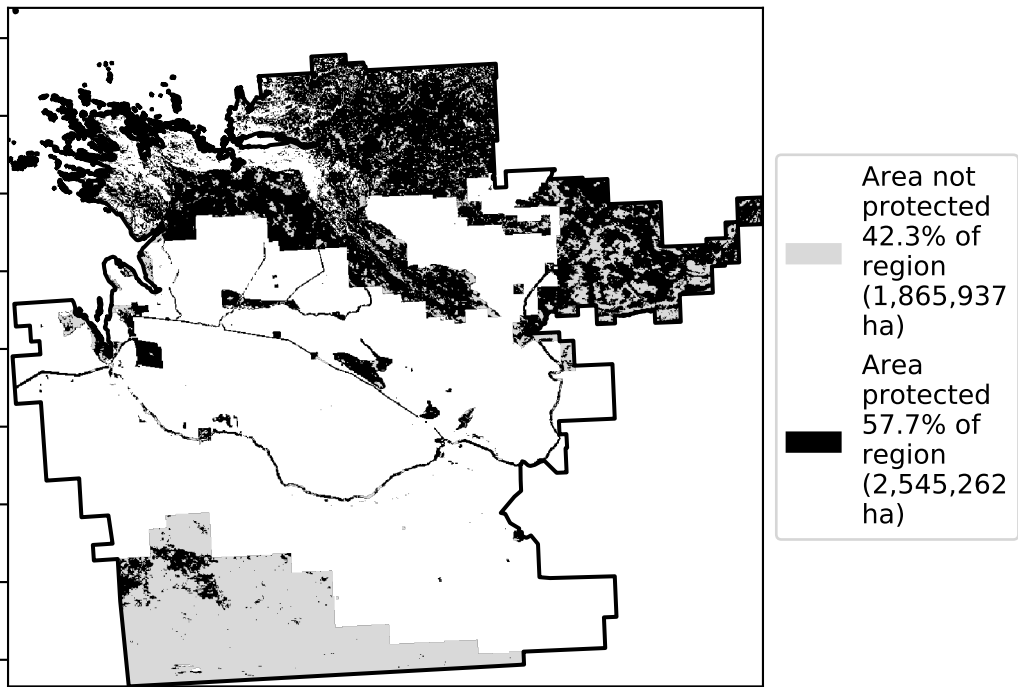 Area not
protected
42.3% of
region
(1,865,937
ha)
Area
protected
57.7% of
region
(2,545,262
ha)